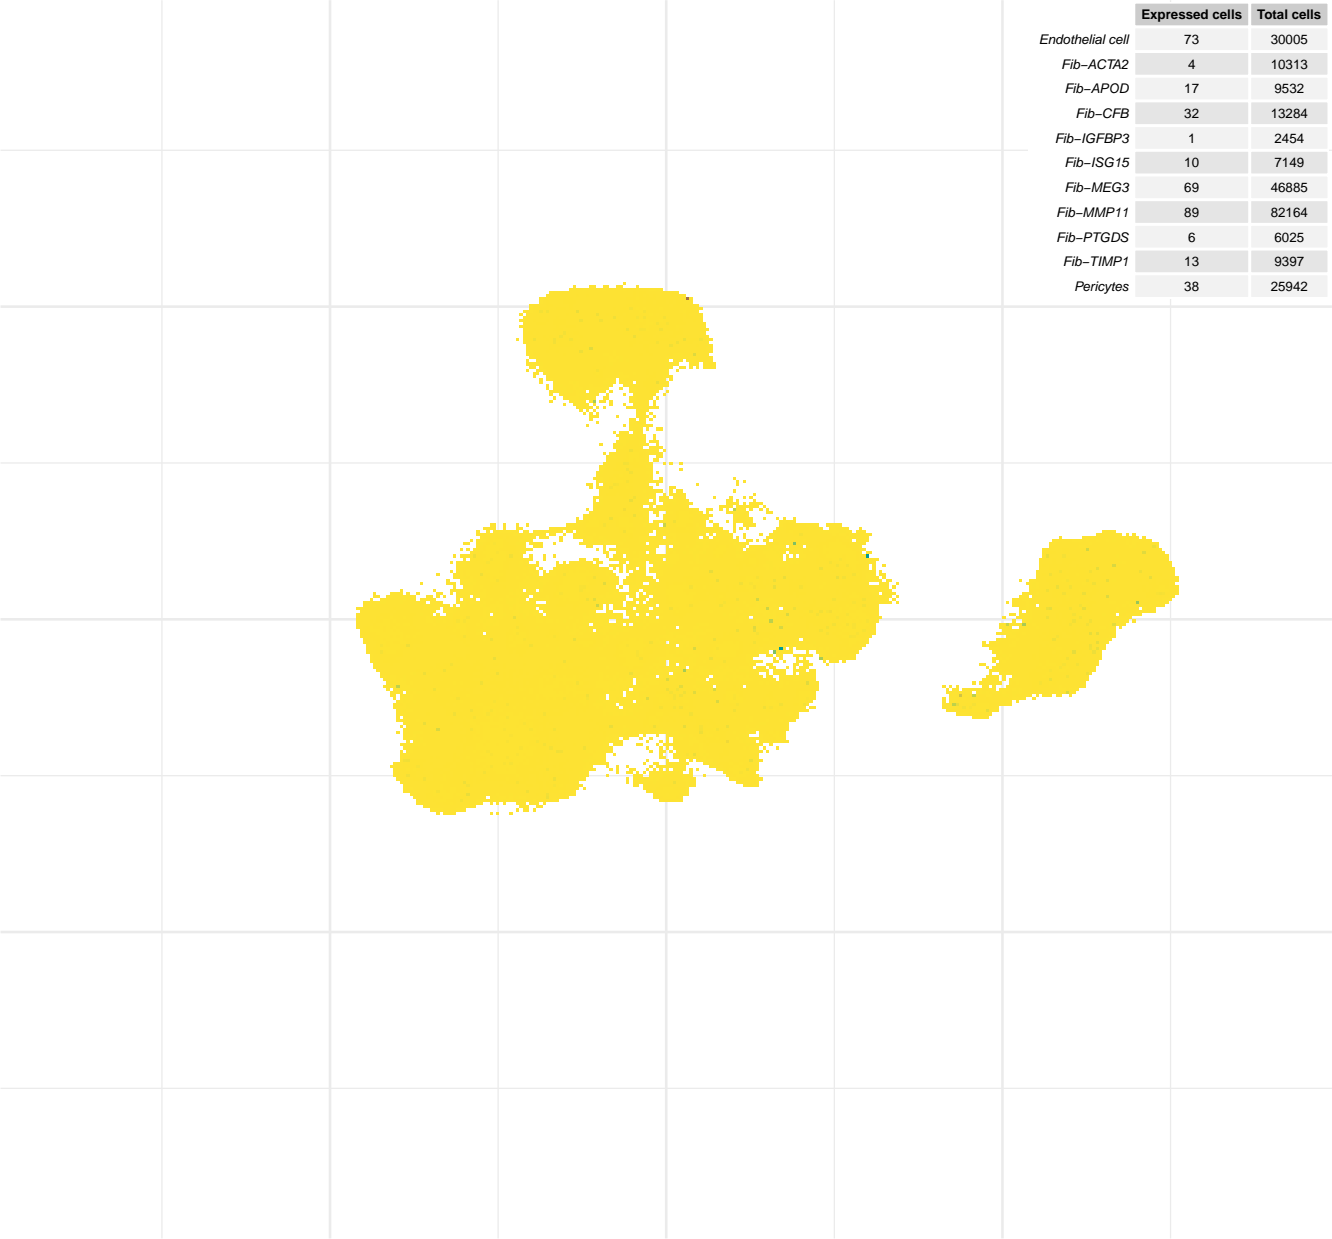 Expressed cells Total cells
Endothelial cell 73 30005
Fib−ACTA2 4 10313
Fib−APOD 17 9532
Fib−CFB 32 13284
Fib−IGFBP3 1 2454
Fib−ISG15 10 7149
Fib−MEG3 69 46885
Fib−MMP11 89 82164
Fib−PTGDS 6 6025
Fib−TIMP1 13 9397
Pericytes 38 25942